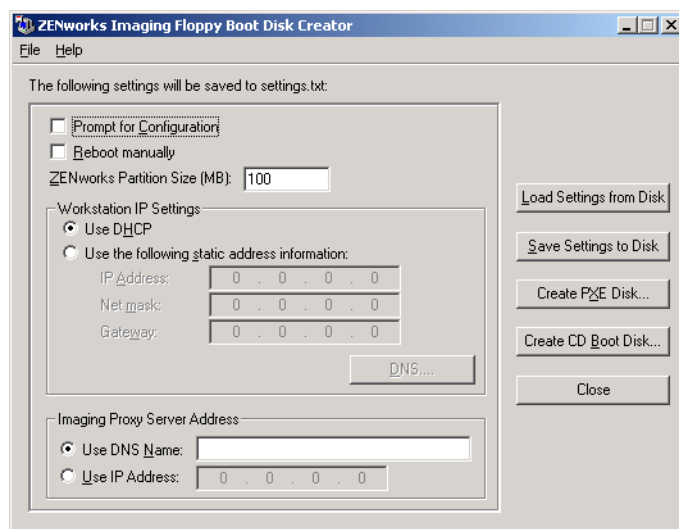 ZENworks Imaging Floppy Boot Disk Creator
File Help
The following settings will be saved to settings.txt:
Prompt for Configuration
Reboot manually
ZENworks Partition Size (MB): 100
Workstation IP Settings
Use DHCP
Use the following static address information:
IP Address: 0 . 0 . 0 . 0
Net mask: 0 . 0 . 0 . 0
Gateway: 0 . 0 . 0 . 0
DNS....
Imaging Proxy Server Address
Use DNS Name:
Use IP Address: 0 . 0 . 0 . 0
Load Settings from Disk
Save Settings to Disk
Create PXE Disk...
Create CD Boot Disk...
Close